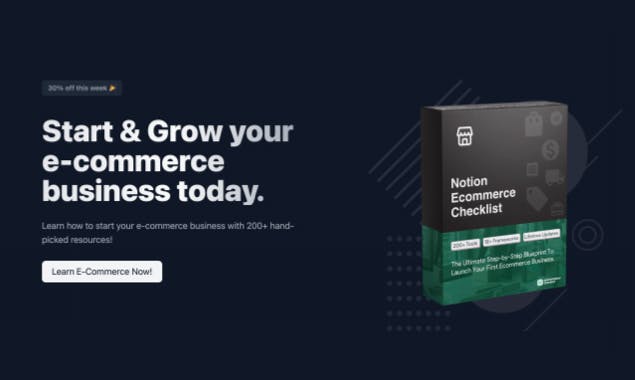 30% off this week 🎉
Start & Grow your
e-commerce
business today.
Learn how to start your e-commerce business with 200+ hand-
picked resources!
Learn E-Commerce Now!
Notion
Ecommerce
Checklist
200+ Tools
Frameworks
Lifetime Updates
The Ultimate Step-by-Step Blueprint To
Launch Your First Ecommerce Business